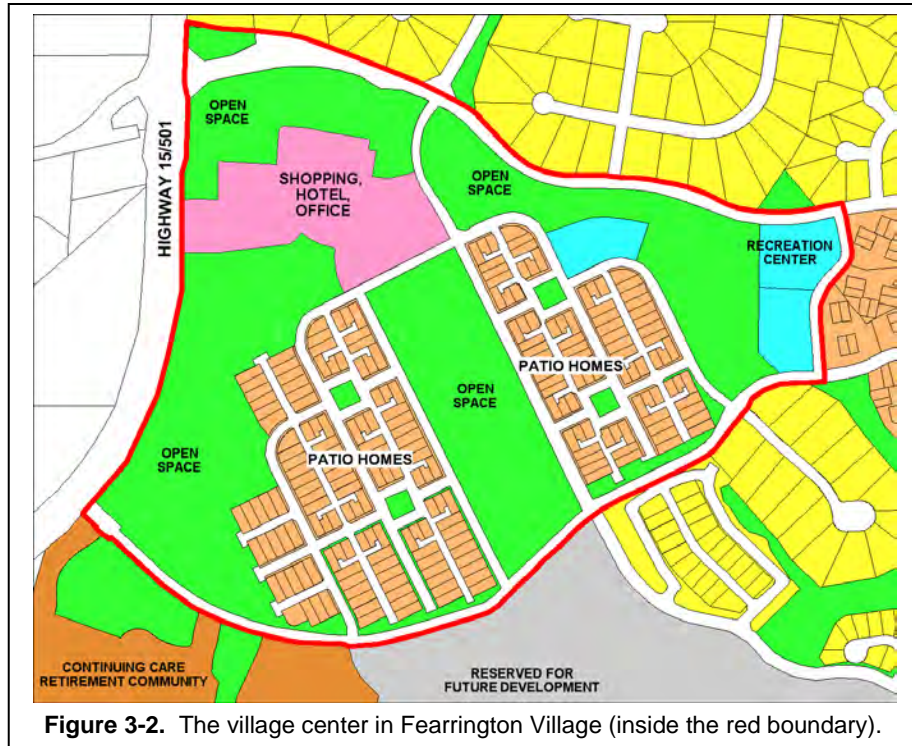 OPEN
SPACE
HIGHWAY 15/501
SHOPPING,
HOTEL,
OFFICE
OPEN
SPACE
RECREATION
CENTER
PATIO HOMES
OPEN
SPACE
OPEN
SPACE
PATIO HOMES
CONTINUING CARE
RETIREMENT COMMUNITY
RESERVED FOR
FUTURE DEVELOPMENT
Figure 3-2. The village center in Fearrington Village (inside the red boundary).